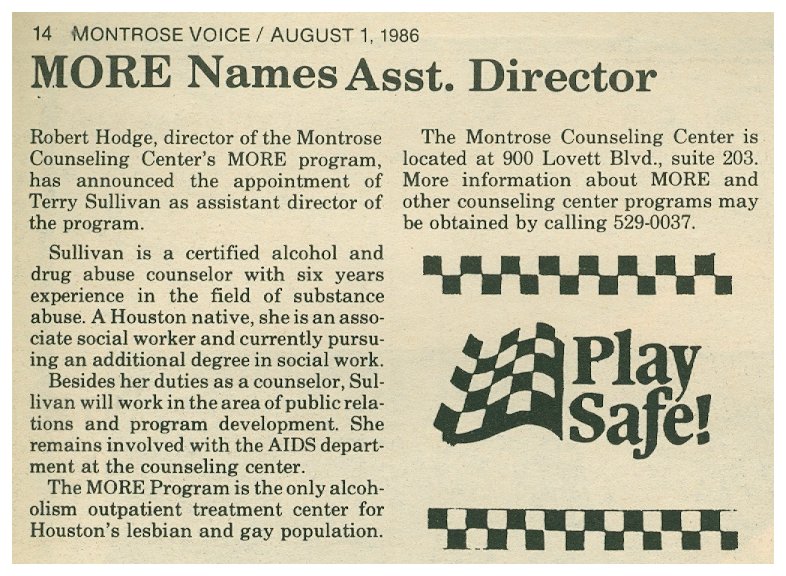 14 MONTROSE VOICE / AUGUST 1, 1986
MORE Names Asst. Director
Robert Hodge, director of the Montrose
Counseling Center's MORE program,
has announced the appointment of
Terry Sullivan as assistant director of
the program.
Sullivan is a certified alcohol and
drug abuse counselor with six years
experience in the field of substance
abuse. A Houston native, she is an asso-
ciate social worker and currently pursu-
ing an additional degree in social work.
Besides her duties as a counselor, Sul-
livan will work in the area of public rela-
tions and program development. She
remains involved with the AIDS depart-
ment at the counseling center.
The MORE Program is the only alcoh-
olism outpatient treatment center for
Houston's lesbian and gay population.
The Montrose Counseling Center is
located at 900 Lovett Blvd., suite 203.
More information about MORE and
other counseling center programs may
be obtained by calling 529-0037.
Play
Safe!